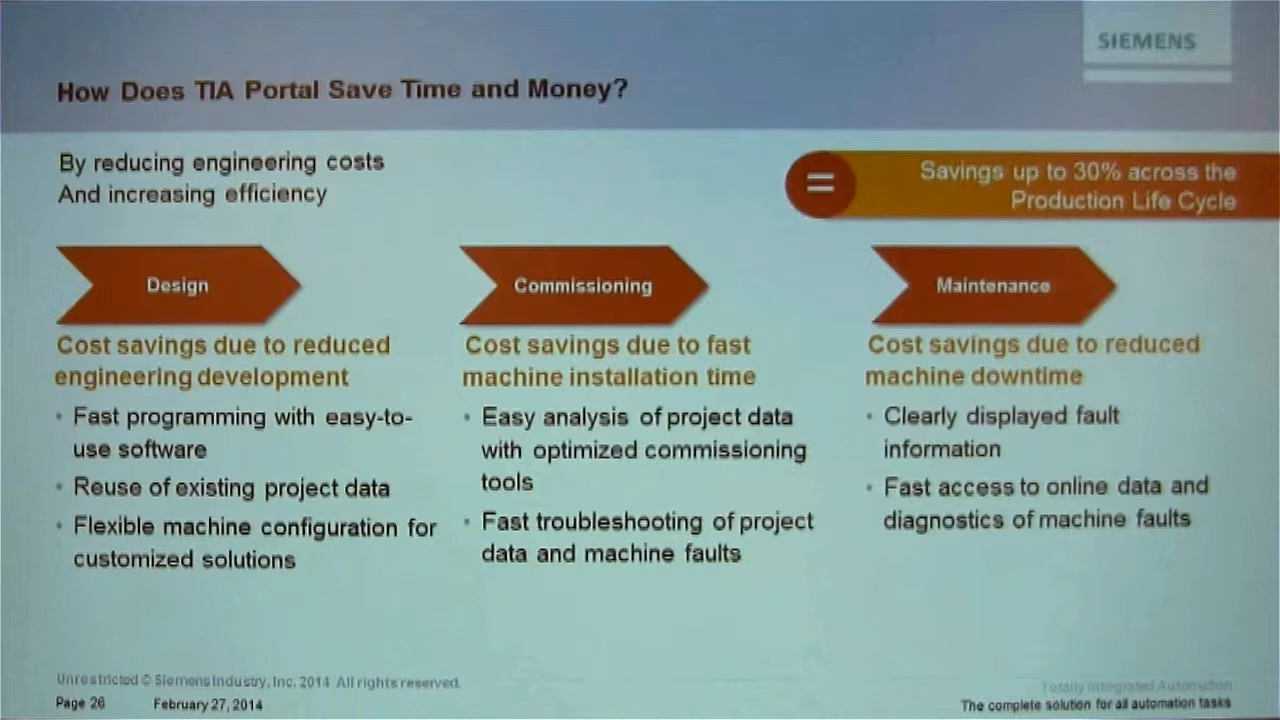 SIEMENS
How Does TIA Portal Save Time and Money?
By reducing engineering costs
And increasing efficiency
=
Savings up to 30% across the
Production Life Cycle
Design
Cost savings due to reduced
engineering development
• Fast programming with easy-to-
use software
• Reuse of existing project data
• Flexible machine configuration for
customized solutions
Commissioning
Cost savings due to fast
machine installation time
• Easy analysis of project data
with optimized commissioning
tools
• Fast troubleshooting of project
data and machine faults
Maintenance
Cost savings due to reduced
machine downtime
• Clearly displayed fault
information
• Fast access to online data and
diagnostics of machine faults
Unrestricted © Siemens Industry, Inc. 2014 All rights reserved.
Page 26 February 27, 2014
Totally Integrated Automation
The complete solution for all automation tasks